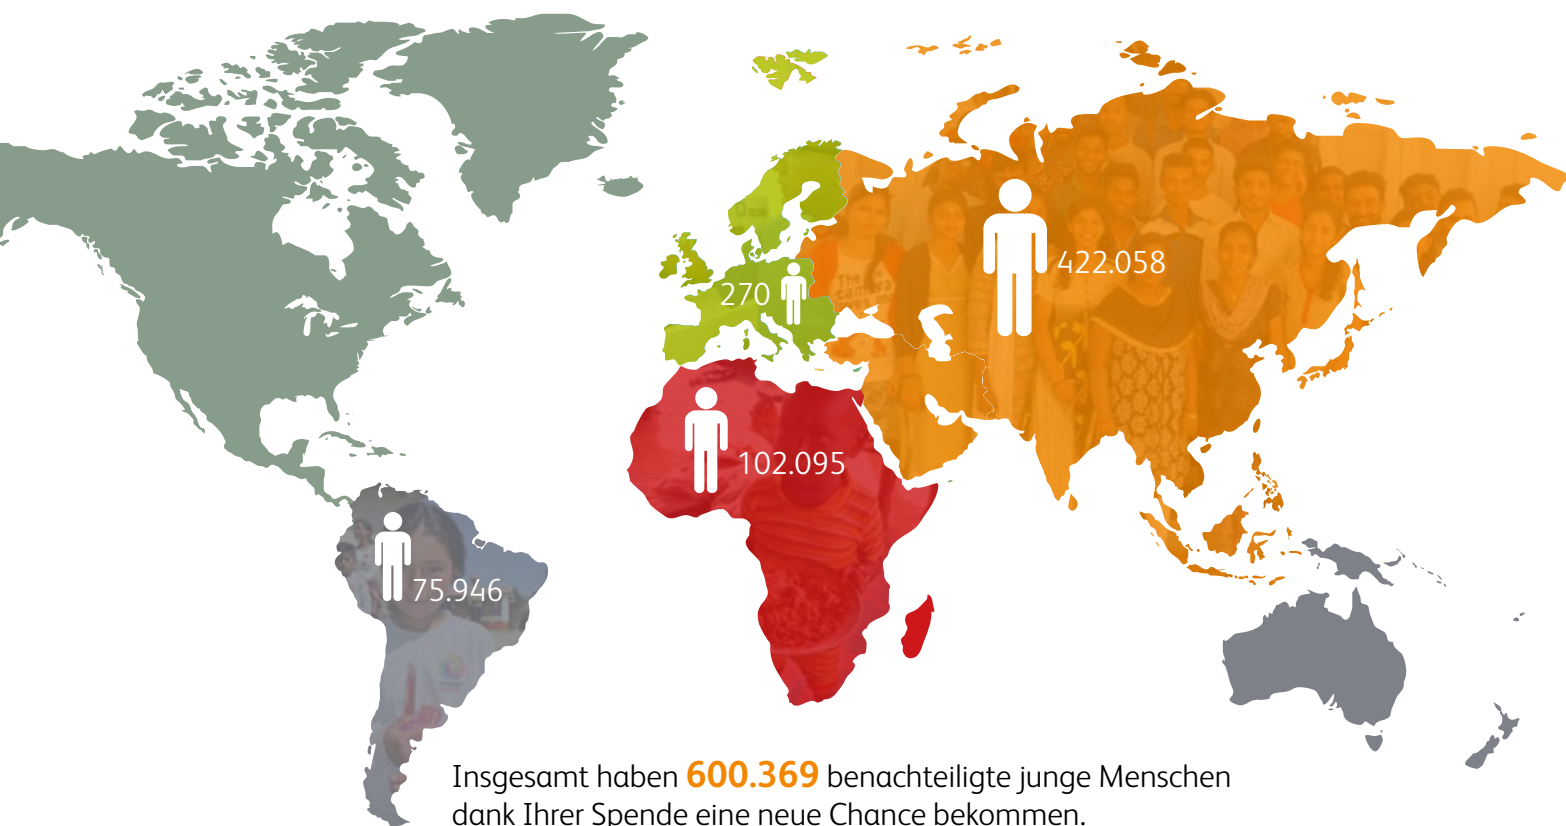 422.058
270
102.095
75.946
Insgesamt haben 600.369 benachteiligte junge Menschen
dank Ihrer Spende eine neue Chance bekommen.